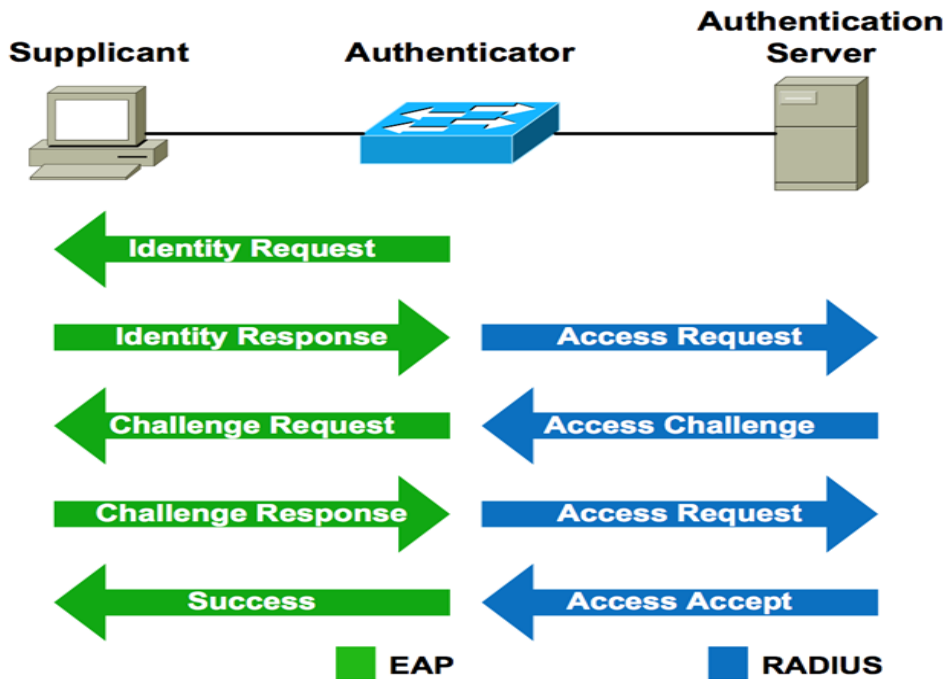 Supplicant
Authenticator
Authentication
Server
Identity Request
Identity Response
Access Request
Challenge Request
Access Challenge
Challenge Response
Access Request
Success
Access Accept
EAP
RADIUS